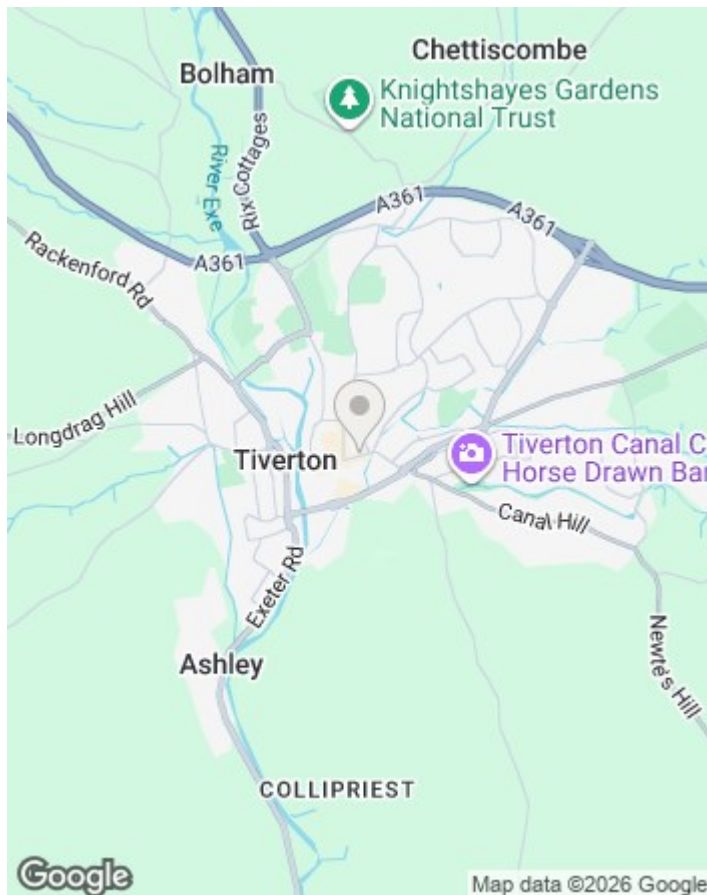 Chettiscombe
Bolham
Knightshayes Gardens
National Trust
River Exe
Rix Cottages
A361
A361
A361
Rackenford Rd
Longdrag Hill
Tiverton
Tiverton Canal C
Horse Drawn Bar
Canal Hill
Exeter Rd
Newte's Hill
Ashley
COLLIPRIEST
Google
Map data ©2026 Google